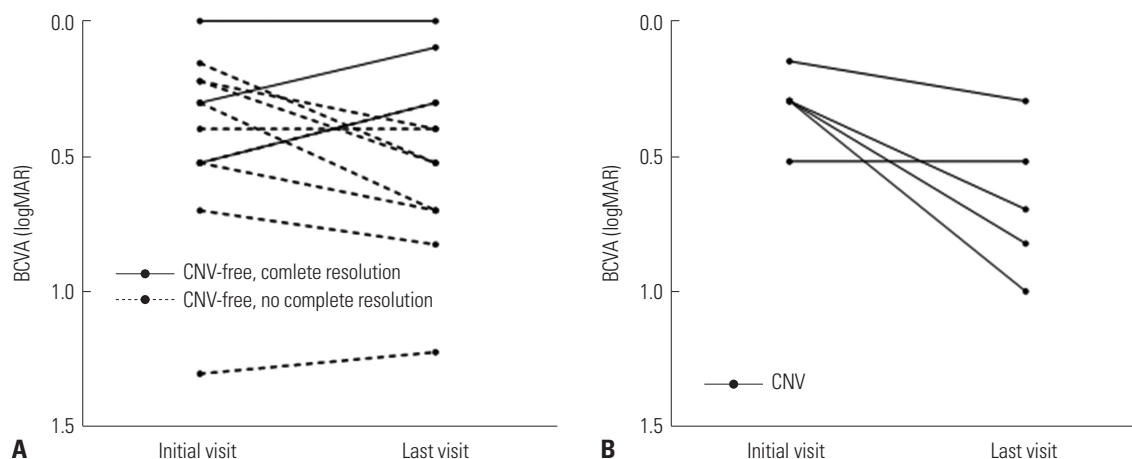 0.0
0.5
1.0
1.5
BCVA (logMAR)
CNV-free, comlete resolution
CNV-free, no complete resolution
Initial visit
Last visit
A
0.0
0.5
1.0
1.5
BCVA (logMAR)
CNV
Initial visit
Last visit
B